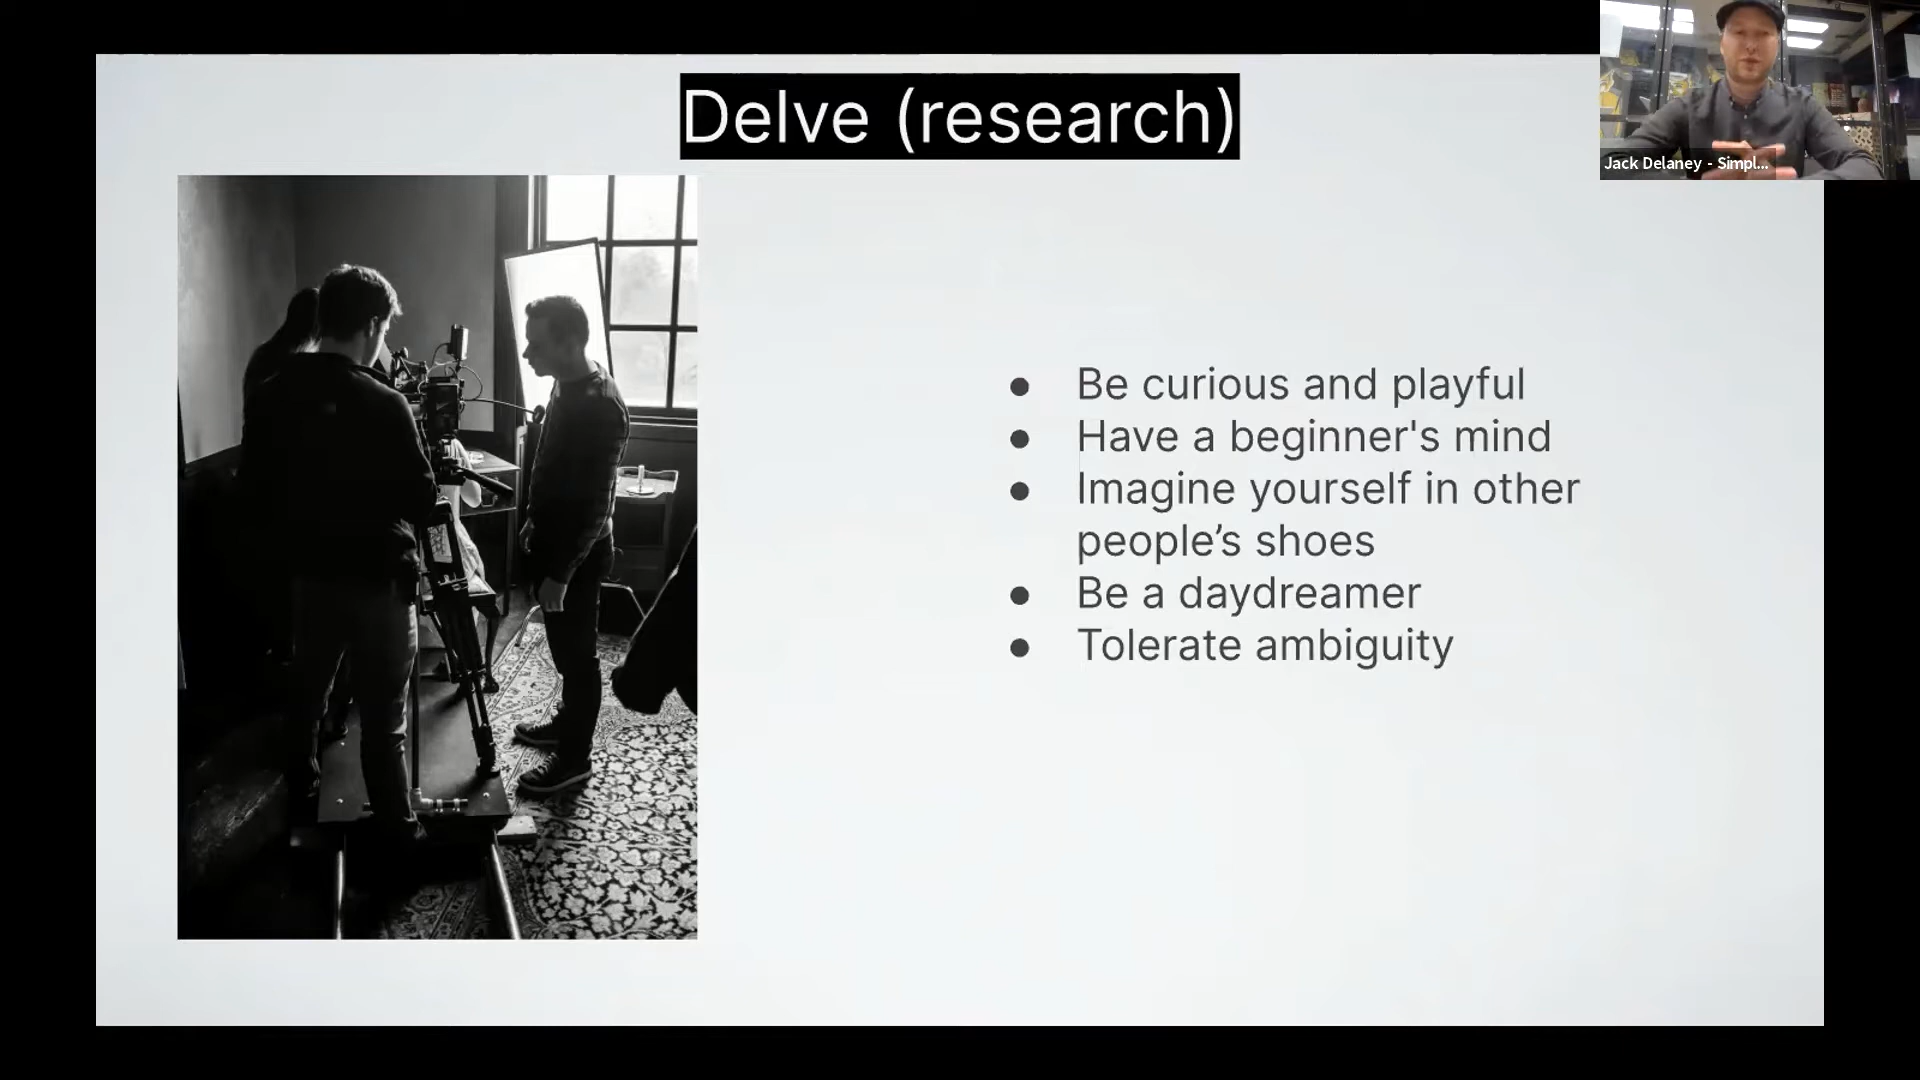 Delve (research)
Jack Delaney - Simpl...
● Be curious and playful
● Have a beginner's mind
● Imagine yourself in other
people’s shoes
● Be a daydreamer
● Tolerate ambiguity